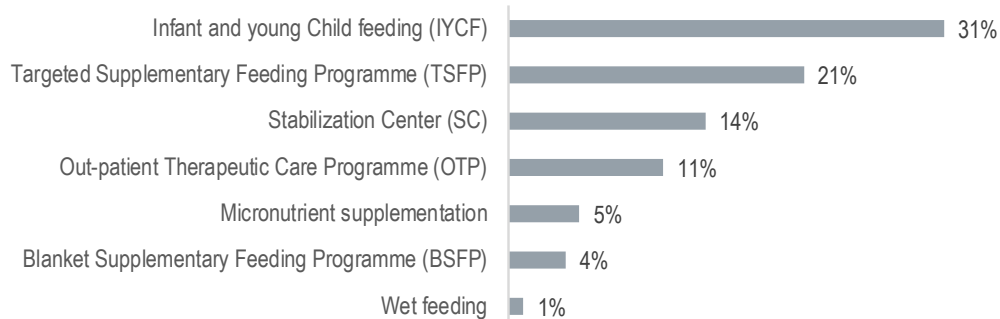 Infant and young Child feeding (IYCF) 31%
Targeted Supplementary Feeding Programme (TSFP) 21%
Stabilization Center (SC) 14%
Out-patient Therapeutic Care Programme (OTP) 11%
Micronutrient supplementation 5%
Blanket Supplementary Feeding Programme (BSFP) 4%
Wet feeding 1%